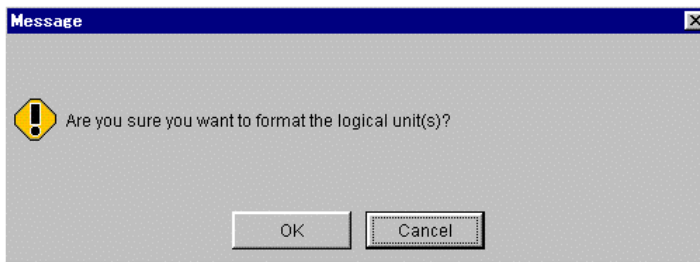 Message
Are you sure you want to format the logical unit(s)?
OK
Cancel